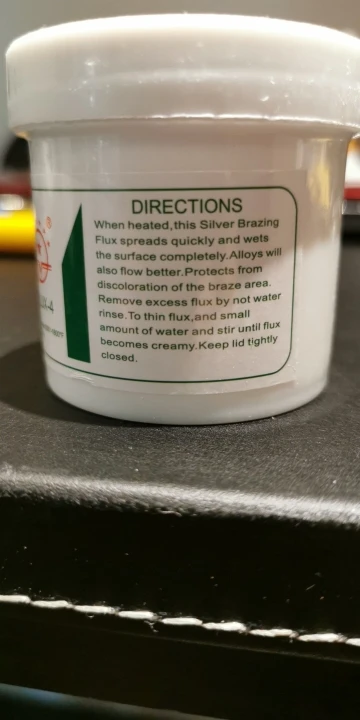 DIRECTIONS
When heated,this Silver Brazing
Flux spreads quickly and wets
the surface completely.Alloys will
also flow better.Protects from
discoloration of the braze area.
Remove excess flux by not water
rinse.To thin flux,and small
amount of water and stir until flux
becomes creamy.Keep lid tightly
closed.